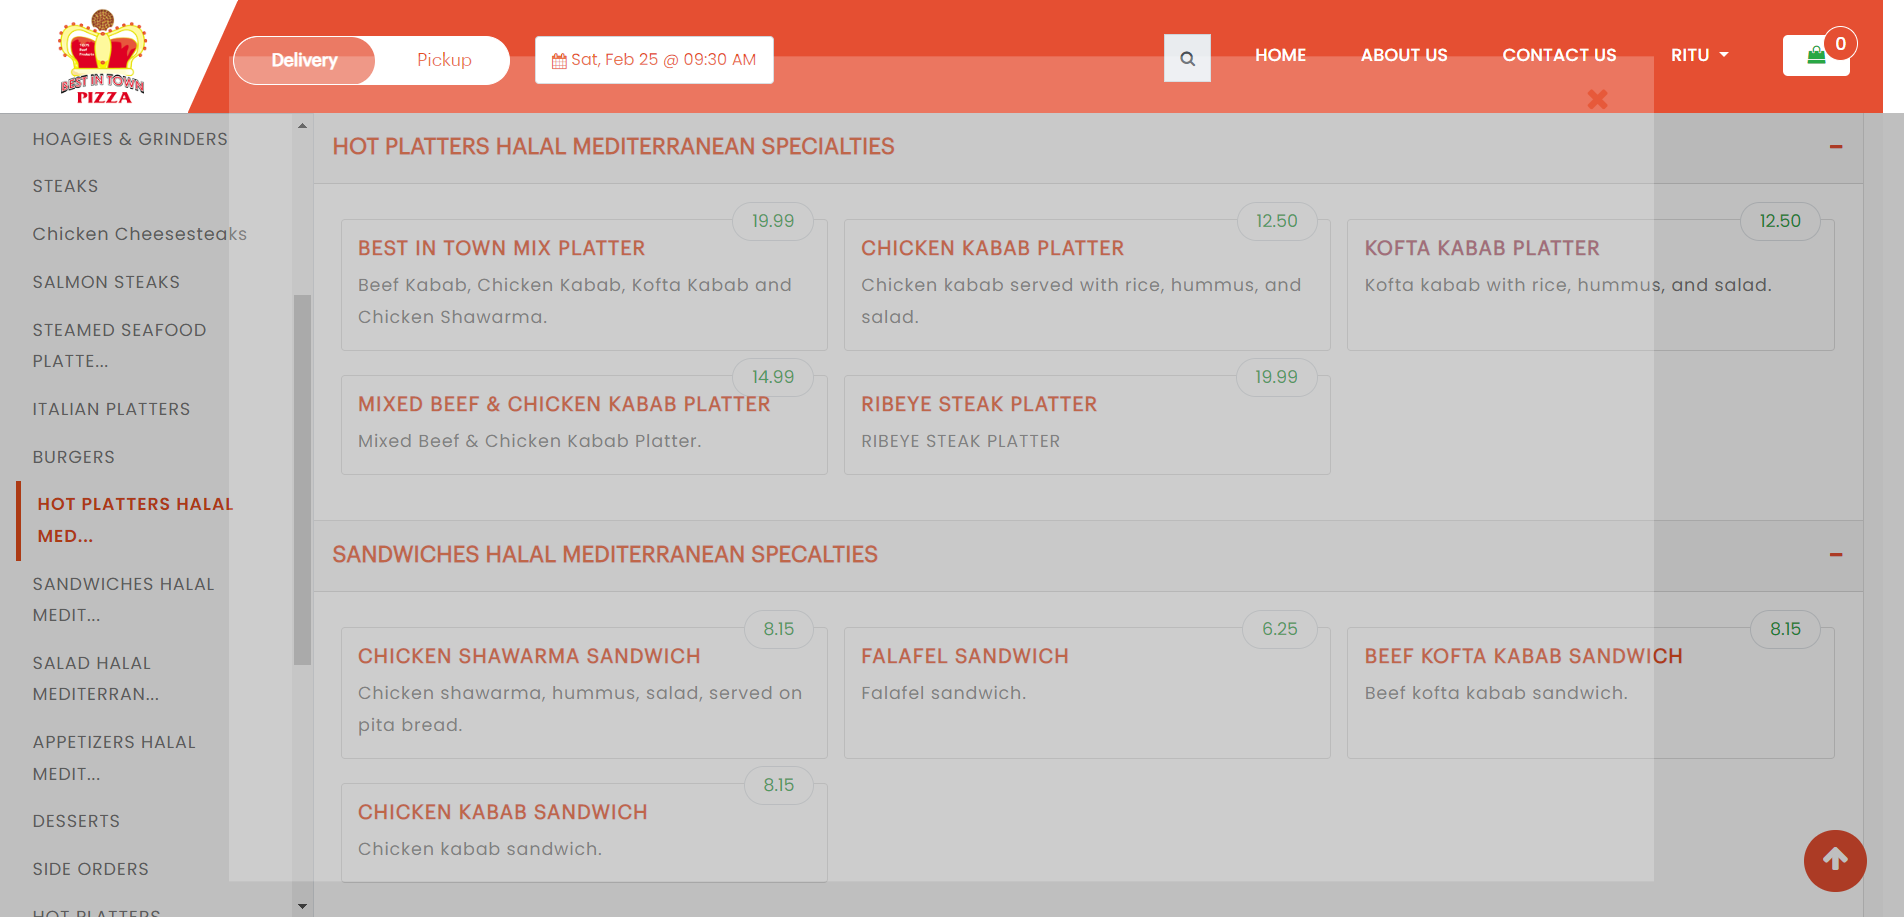 BEST IN TOWN
PIZZA
Delivery
Pickup
Sat, Feb 25 @ 09:30 AM
HOME
ABOUT US
CONTACT US
RITU
0
HOAGIES & GRINDERS
STEAKS
Chicken Cheesesteaks
SALMON STEAKS
STEAMED SEAFOOD
PLATTE...
ITALIAN PLATTERS
BURGERS
HOT PLATTERS HALAL
MED...
SANDWICHES HALAL
MEDIT...
SALAD HALAL
MEDITERRAN...
APPETIZERS HALAL
MEDIT...
DESSERTS
SIDE ORDERS
HOT PLATTERS
HOT PLATTERS HALAL MEDITERRANEAN SPECIALTIES
19.99
BEST IN TOWN MIX PLATTER
Beef Kabab, Chicken Kabab, Kofta Kabab and
Chicken Shawarma.
12.50
CHICKEN KABAB PLATTER
Chicken kabab served with rice, hummus, and
salad.
12.50
KOFTA KABAB PLATTER
Kofta kabab with rice, hummus, and salad.
14.99
MIXED BEEF & CHICKEN KABAB PLATTER
Mixed Beef & Chicken Kabab Platter.
19.99
RIBEYE STEAK PLATTER
RIBEYE STEAK PLATTER
SANDWICHES HALAL MEDITERRANEAN SPECALTIES
8.15
CHICKEN SHAWARMA SANDWICH
Chicken shawarma, hummus, salad, served on
pita bread.
6.25
FALAFEL SANDWICH
Falafel sandwich.
8.15
BEEF KOFTA KABAB SANDWICH
Beef kofta kabab sandwich.
8.15
CHICKEN KABAB SANDWICH
Chicken kabab sandwich.